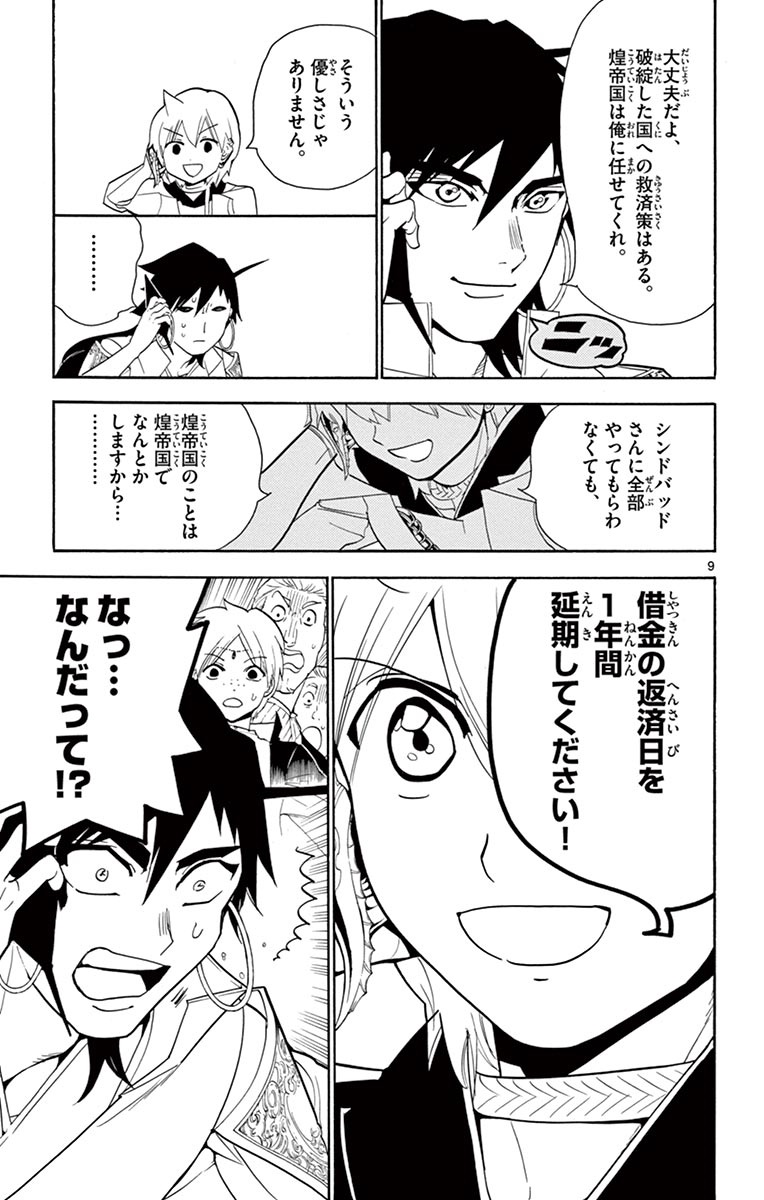 大丈夫だよ、
破綻した国への救済策はある。
煌帝国は俺に任せてくれ。
ニッ
そういう
優しさじゃ
ありません。
………
シンドバッド
さんに全部
やってもらわ
なくても、
煌帝国のことは
煌帝国で
なんとか
しますから…
…………
9
借金の返済日を
1年間
延期してください！
なっ…
なんだって!?